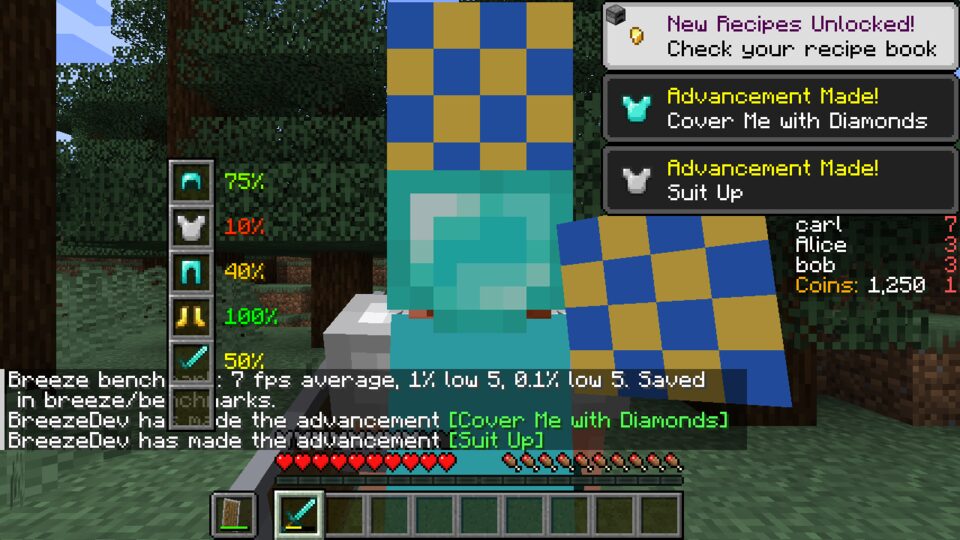 New Recipes Unlocked!
Check your recipe book
Advancement Made!
Cover Me with Diamonds
Advancement Made!
Suit Up
75%
10%
40%
100%
50%
carl 7
Alice 3
bob 3
Coins: 1,250 1
Breeze bench : 7 fps average, 1% low 5, 0.1% low 5. Saved
in breeze/benchmarks.
BreezeDev has made the advancement [Cover Me with Diamonds]
BreezeDev has made the advancement [Suit Up]